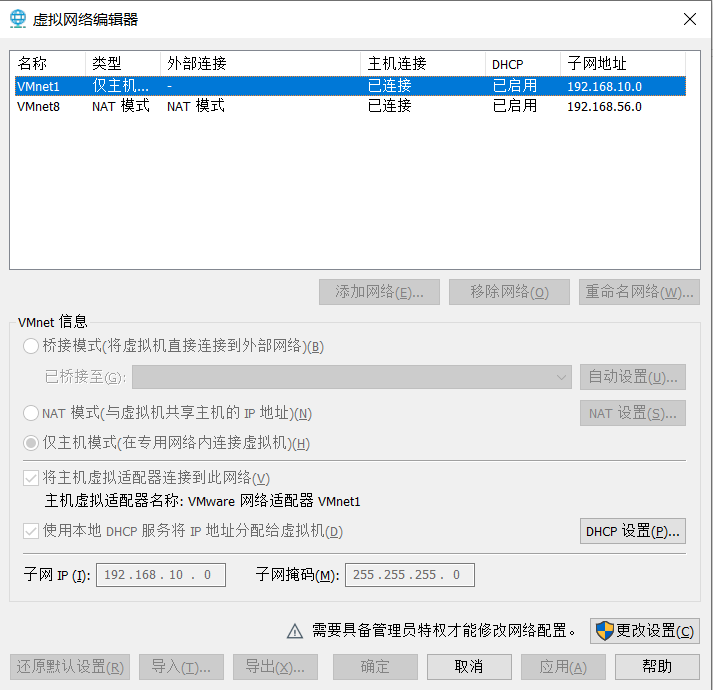 虚拟网络编辑器
名称 类型 外部连接 主机连接 DHCP 子网地址
VMnet1 仅主机... - 已连接 已启用 192.168.10.0
VMnet8 NAT 模式 NAT 模式 已连接 已启用 192.168.56.0
添加网络(E)... 移除网络(O) 重命名网络(W)...
VMnet 信息
桥接模式(将虚拟机直接连接到外部网络)(B)
已桥接至(G): 自动设置(U)...
NAT 模式(与虚拟机共享主机的 IP 地址)(N) NAT 设置(S)...
仅主机模式(在专用网络内连接虚拟机)(H)
将主机虚拟适配器连接到此网络(V)
主机虚拟适配器名称: VMware 网络适配器 VMnet1
使用本地 DHCP 服务将 IP 地址分配给虚拟机(D) DHCP 设置(P)...
子网 IP (I): 192 . 168 . 10 . 0 子网掩码(M): 255 . 255 . 255 . 0
需要具备管理员特权才能修改网络配置。 更改设置(C)
还原默认设置(R) 导入(T)... 导出(X)... 确定 取消 应用(A) 帮助